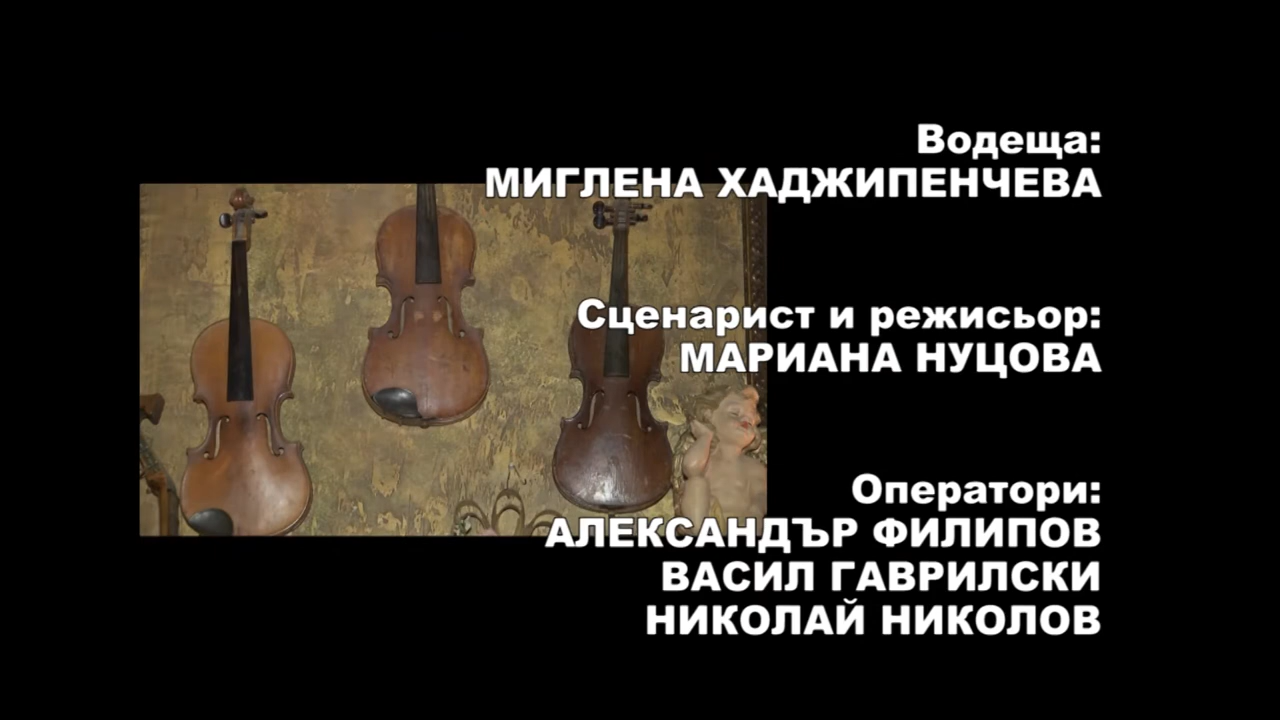 Водеща:
МИГЛЕНА ХАДЖИПЕНЧЕВА
Сценарист и режисьор:
МАРИАНА НУЦОВА
Оператори:
АЛЕКСАНДЪР ФИЛИПОВ
ВАСИЛ ГАВРИЛСКИ
НИКОЛАЙ НИКОЛОВ